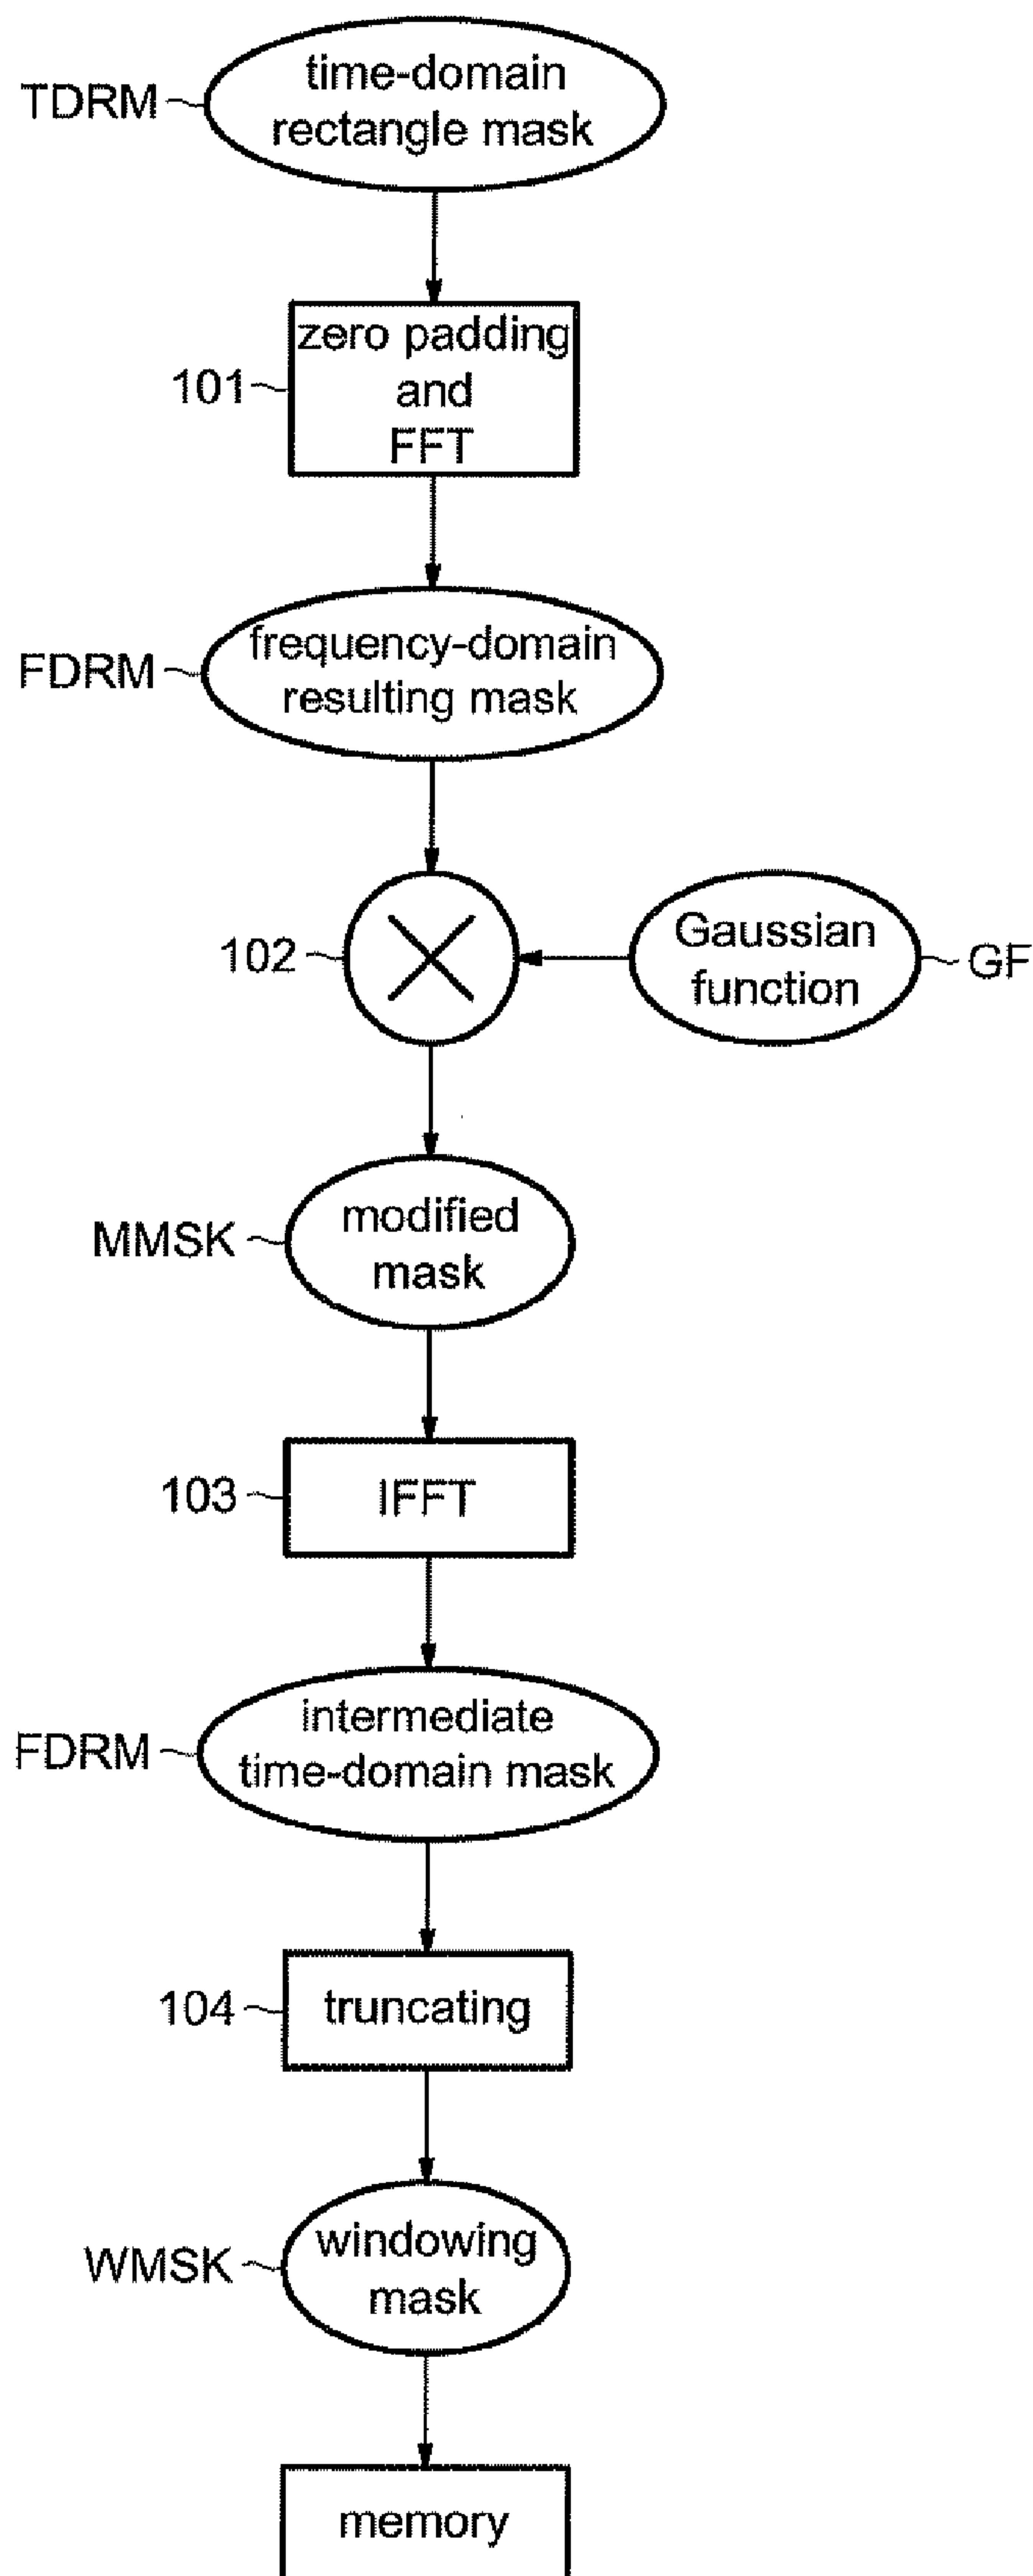 TDRM
time-domain
rectangle mask
101
zero padding
and
FFT
FDRM
frequency-domain
resulting mask
102
Gaussian
function
GF
MMSK
modified
mask
103
IFFT
FDRM
intermediate
time-domain mask
104
truncating
WMSK
windowing
mask
memory